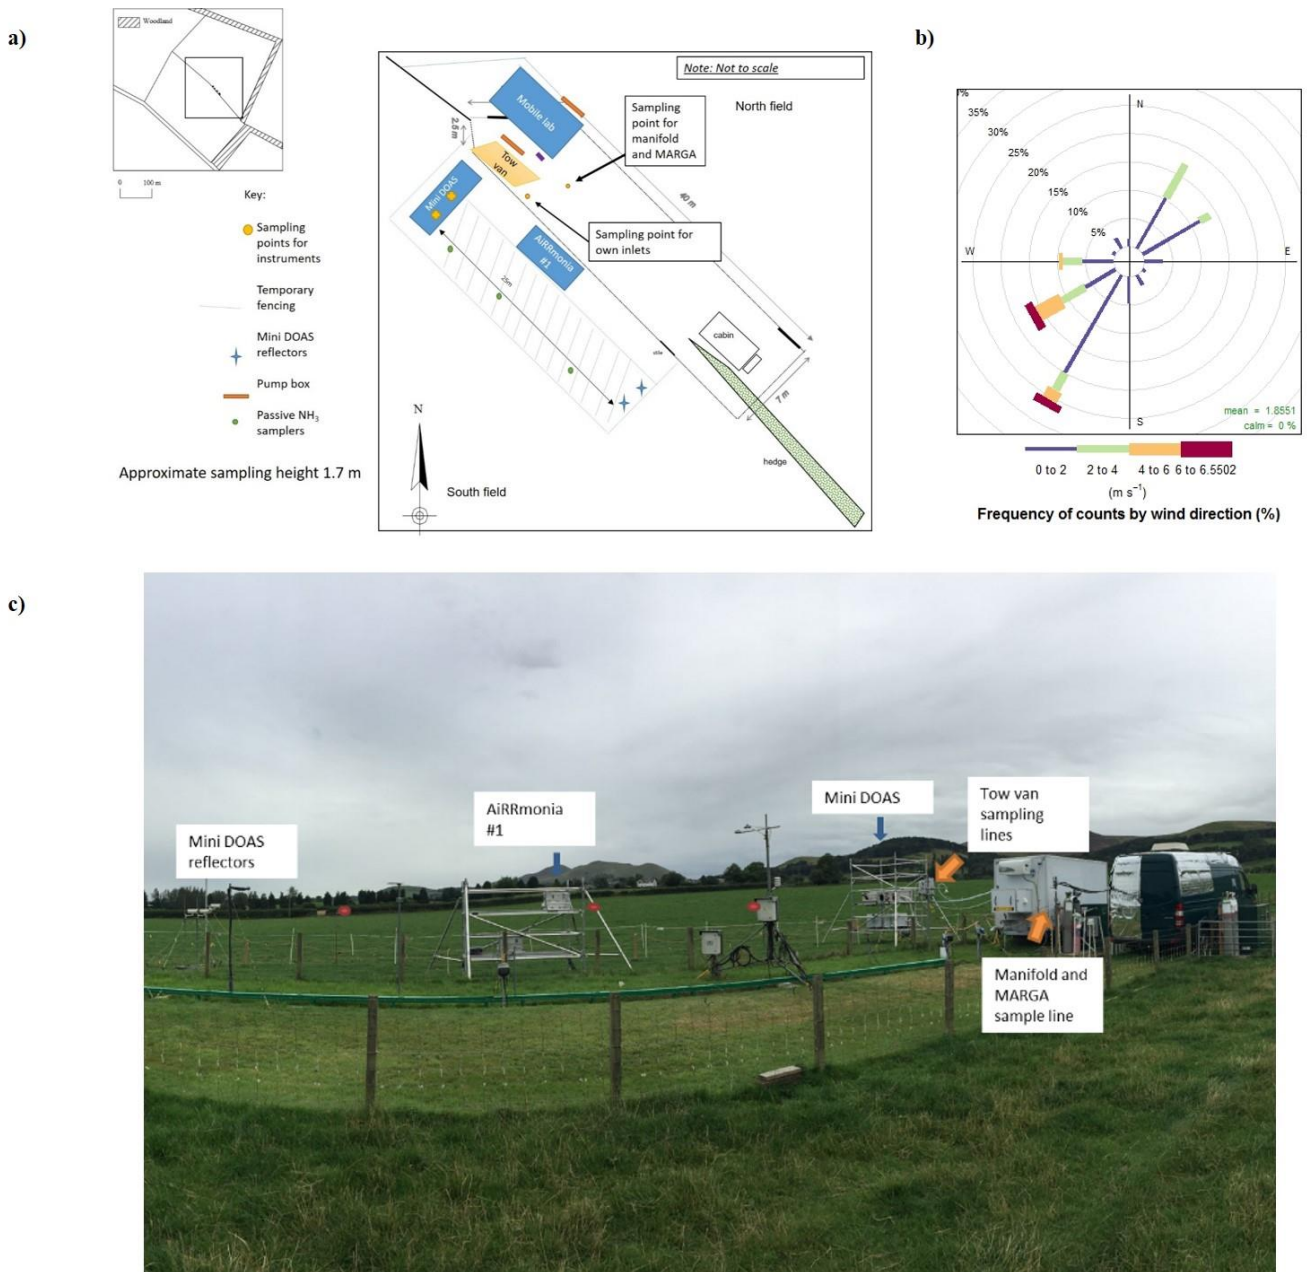 a)
Woodland
0 100 m
Key:
Sampling
points for
instruments
Temporary
fencing
Mini DOAS
reflectors
Pump box
Passive NH3
samplers
Approximate sampling height 1.7 m
Note: Not to scale
North field
Mobile lab
Sampling
point for
manifold
and MARGA
2.5 m
Tow
van
40 m
Mini DOAS
Sampling point for
own inlets
AiRRmonia
#1
25m
cabin
7 m
N
hedge
South field
b)
35%
30%
25%
20%
15%
10%
5%
N
W
E
S
mean = 1.8551
calm = 0 %
0 to 2 2 to 4 4 to 6 6 to 6.5502
(m s−1)
Frequency of counts by wind direction (%)
c)
Mini DOAS
reflectors
AiRRmonia
#1
Mini DOAS
Tow van
sampling
lines
Manifold and
MARGA
sample line